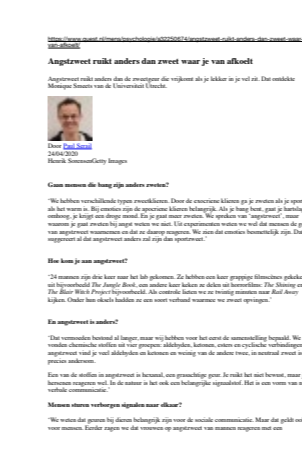 https://www.quest.nl/mens/psychologie/a32250674/angstzweet-ruikt-anders-dan-zweet-waar-je-
van-afkoelt/
Angstzweet ruikt anders dan zweet waar je van afkoelt
Angstzweet ruikt anders dan de zweetgeur die vrijkomt als je lekker in je vel zit. Dat ontdekte
Monique Smeets van de Universiteit Utrecht.
Door Paul Serail
24/04/2020
Henrik SorensenGetty Images
Gaan mensen die bang zijn anders zweten?
'We hebben verschillende typen zweetklieren. Door de exocriene klieren ga je zweten als je spor
als het warm is. Bij emoties zijn de apocriene klieren belangrijk. Als je bang bent, gaat je hartsla
omhoog, je krijgt een droge mond. En je gaat meer zweten. We spreken van 'angstzweet', maar
waarom je gaat zweten bij angst weten we niet. Uit experimenten weten we wel dat mensen de g
van angstzweet waarnemen en dat ze daarop reageren. We zien dat emoties besmettelijk zijn. Da
suggereert al dat angstzweet anders zal zijn dan sportzweet.'
Hoe kom je aan angstzweet?
'24 mannen zijn drie keer naar het lab gekomen. Ze hebben een keer grappige filmscènes gekeke
uit bijvoorbeeld The Jungle Book, een andere keer keken ze delen uit horrorfilms: The Shining en
The Blair Witch Project bijvoorbeeld. Als controle lieten we ze twintig minuten naar Rail Away
kijken. Onder hun oksels hadden ze een soort verband waarmee we zweet opvingen.'
En angstzweet is anders?
'Dat vermoeden bestond al langer, maar wij hebben voor het eerst de samenstelling bepaald. We
vonden chemische stoffen uit vier groepen: aldehyden, ketonen, esters en cyclische verbindingen
angstzweet vind je veel aldehyden en ketonen en weinig van de andere twee, in neutraal zweet is
precies andersom.
Een van de stoffen in angstzweet is hexanal, een grasachtige geur. Je ruikt het niet bewust, maar j
hersenen reageren wel. In de natuur is het ook een belangrijke signaalstof. Het is een vorm van n
verbale communicatie.'
Mensen sturen verborgen signalen naar elkaar?
'We weten dat geuren bij dieren belangrijk zijn voor de sociale communicatie. Maar dat geldt oo
voor mensen. Eerder zagen we dat vrouwen op angstzweet van mannen reageren met een